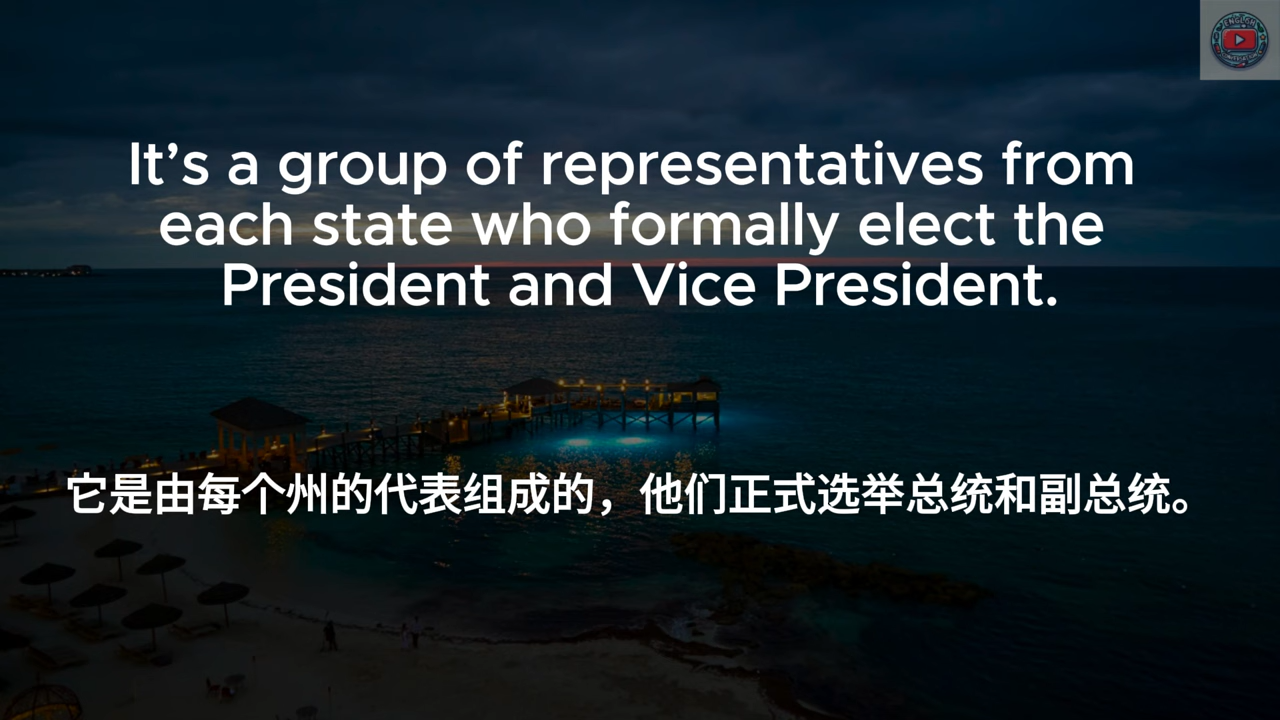 ENGLISH
It’s a group of representatives from
each state who formally elect the
President and Vice President.
它是由每个州的代表组成的，他们正式选举总统和副总统。